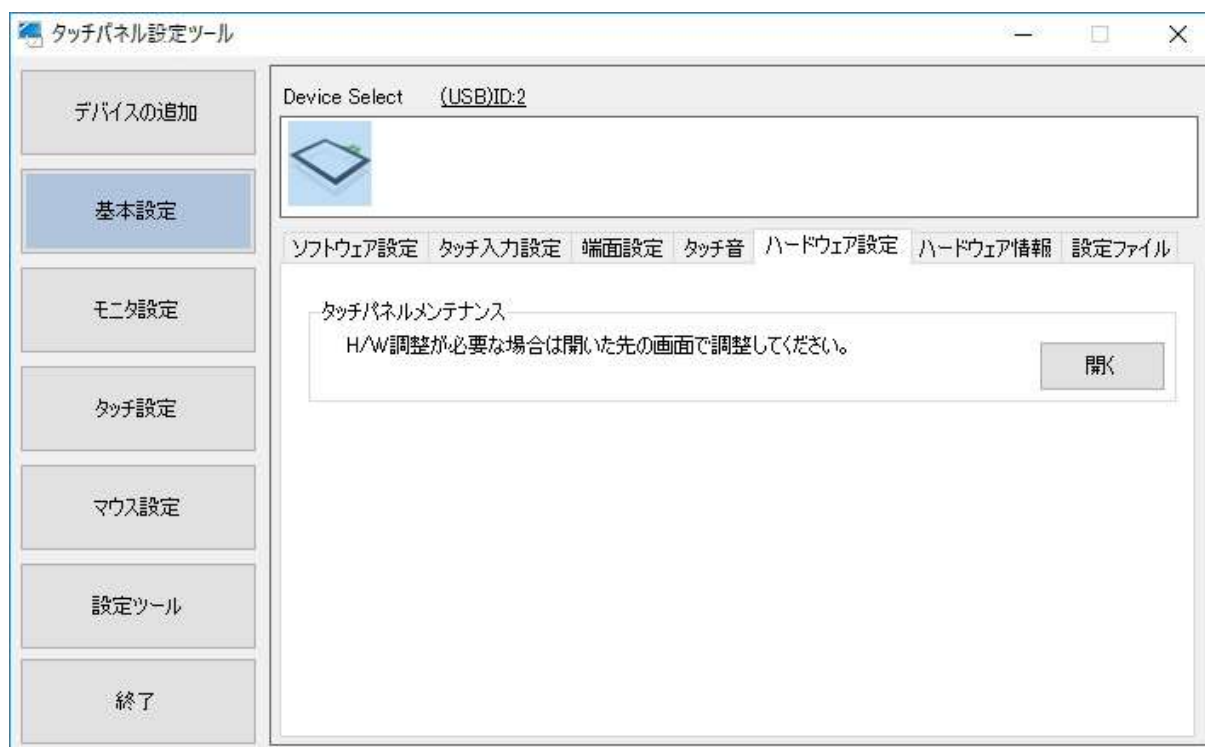 タッチパネル設定ツール
デバイスの追加
基本設定
モニタ設定
タッチ設定
マウス設定
設定ツール
終了
Device Select (USB)ID:2
ソフトウェア設定 タッチ入力設定 端面設定 タッチ音 ハードウェア設定 ハードウェア情報 設定ファイル
タッチパネルメンテナンス
H/W調整が必要な場合は開いた先の画面で調整してください。
開く